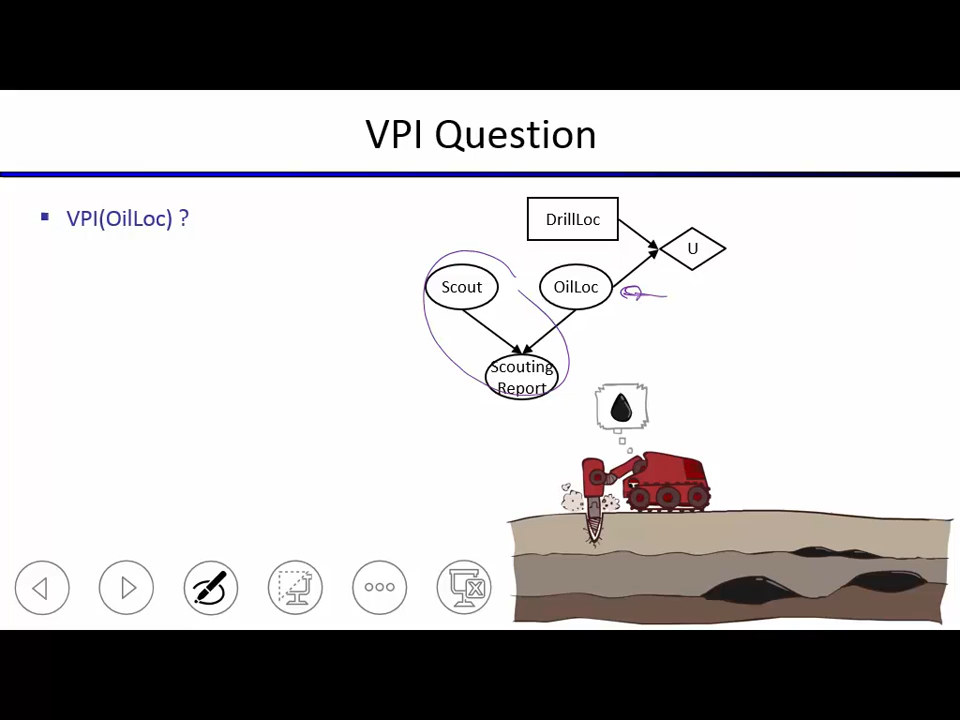 VPI Question
VPI(OilLoc) ?
DrillLoc
U
Scout
OilLoc
Scouting
Report